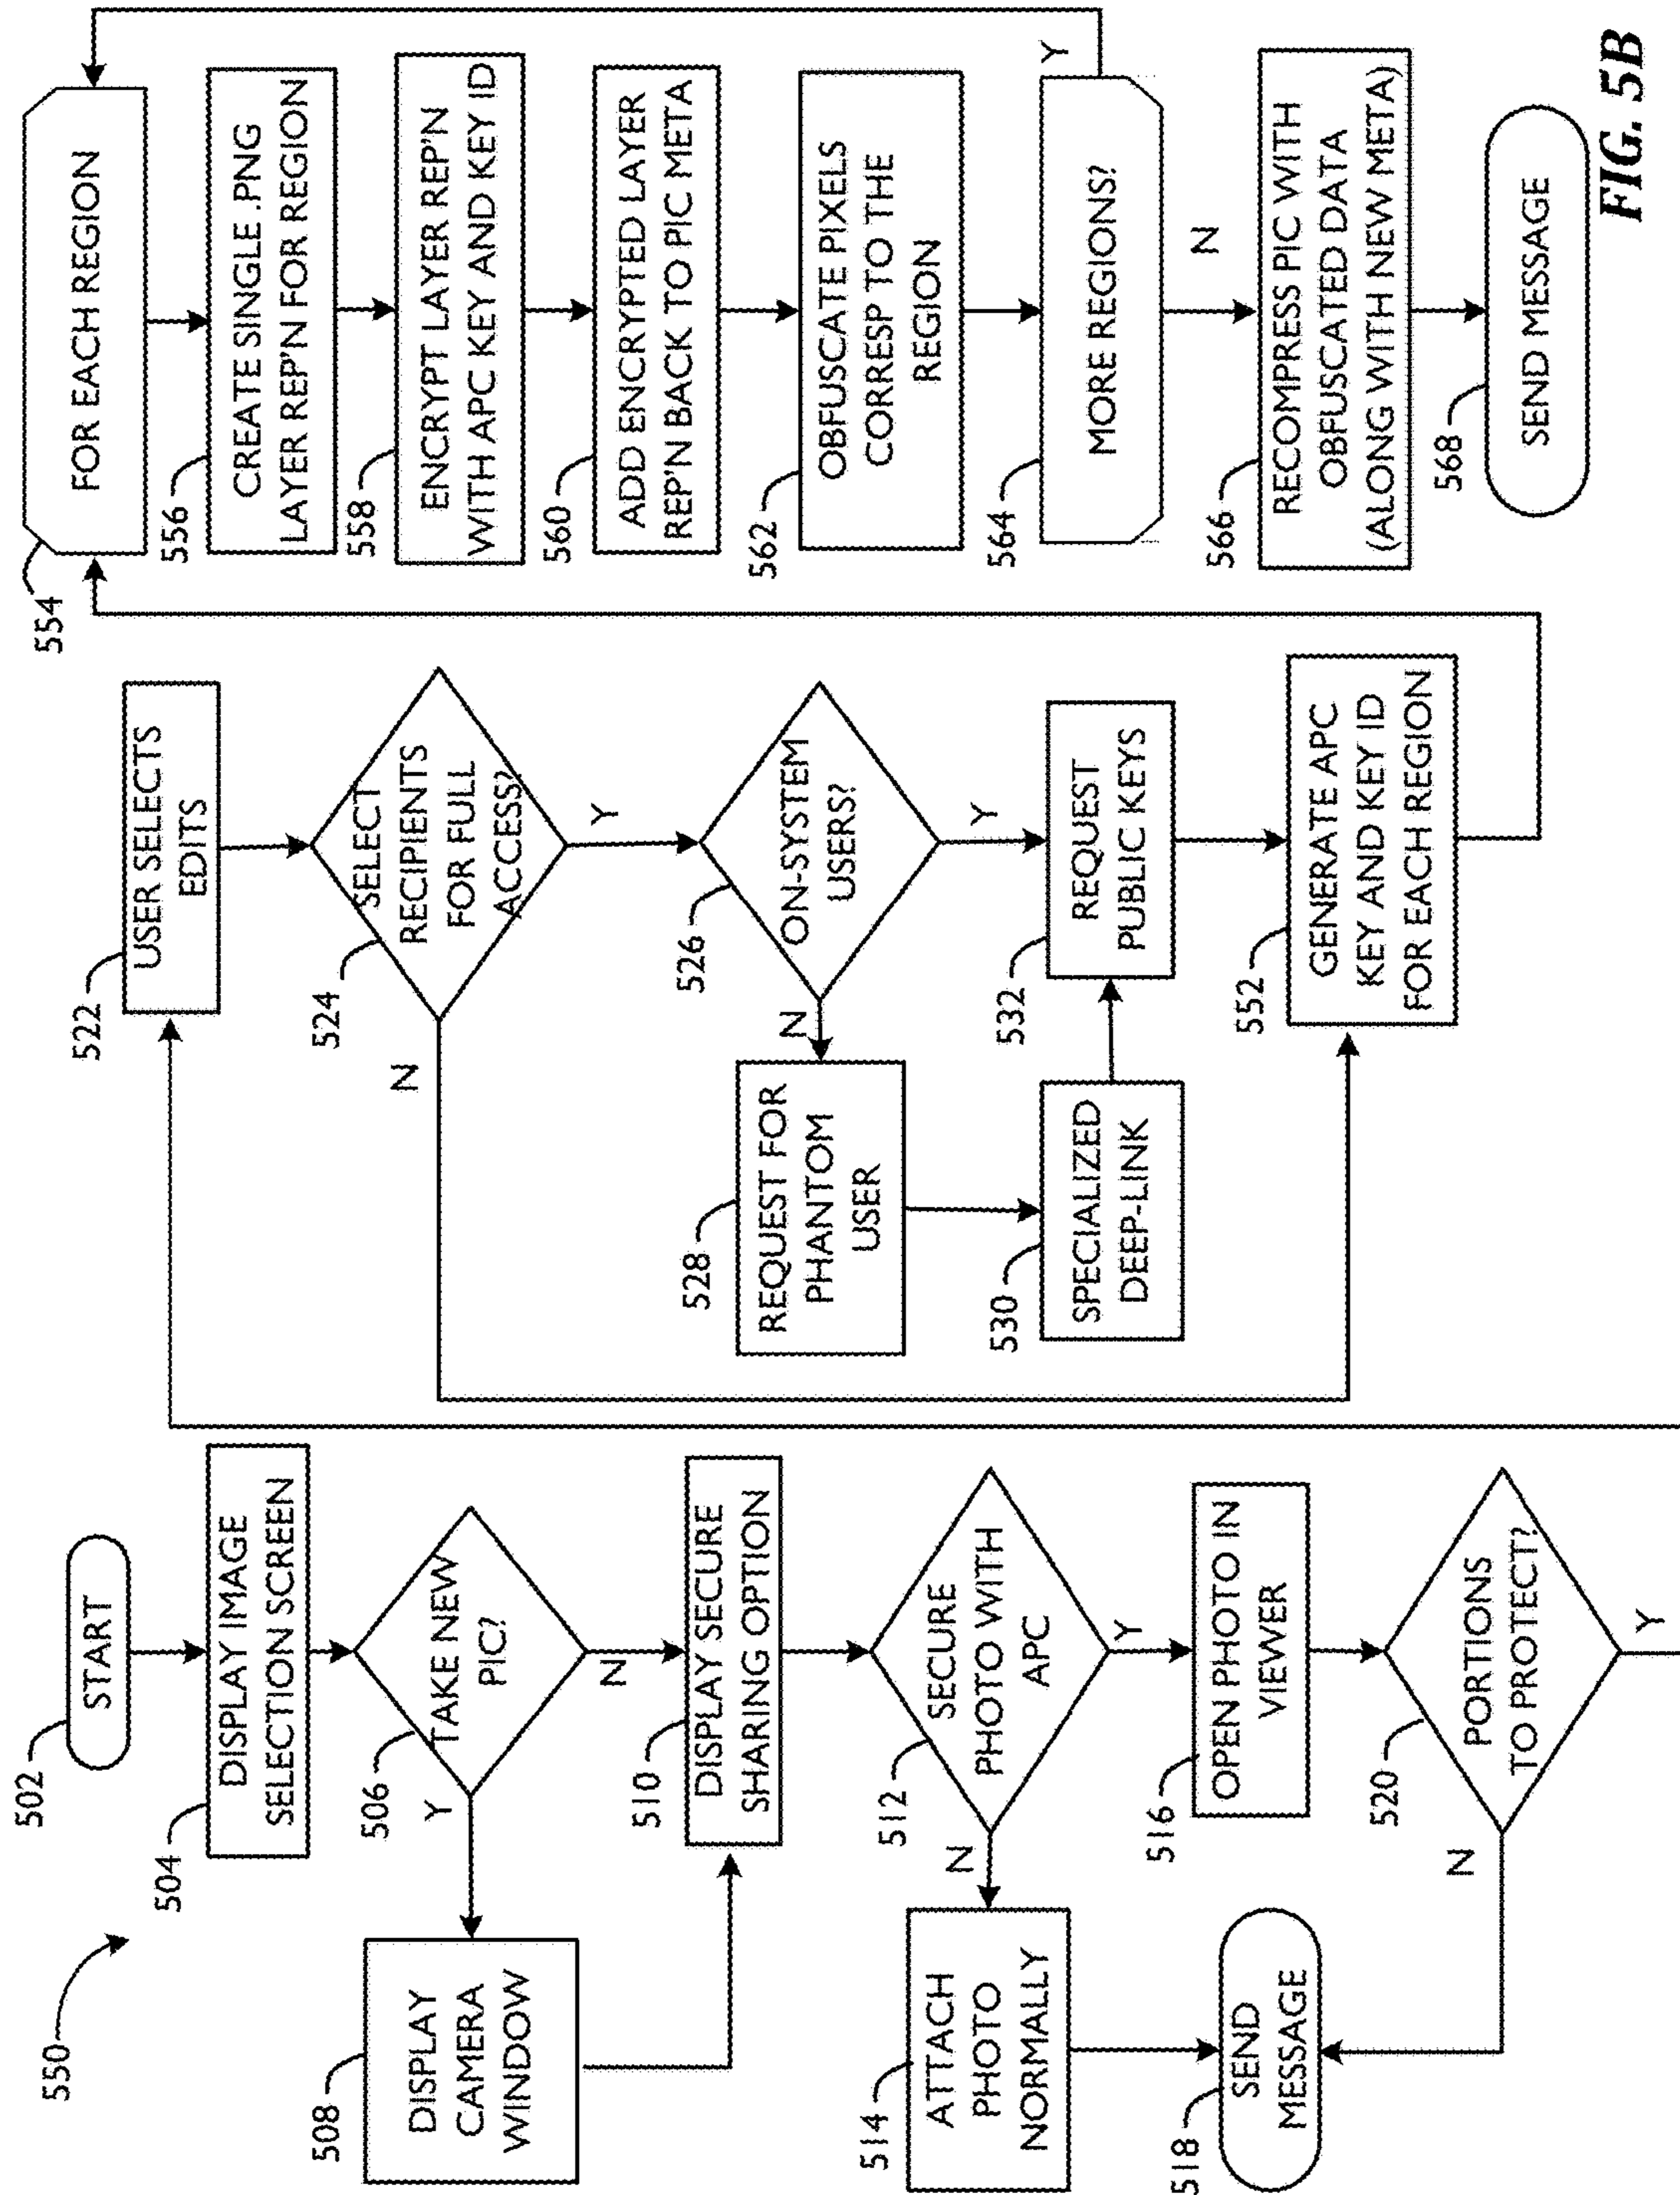 550
502
START
504
DISPLAY IMAGE
SELECTION SCREEN
506
TAKE NEW
PIC?
Y
N
508
DISPLAY
CAMERA
WINDOW
510
DISPLAY SECURE
SHARING OPTION
512
SECURE
PHOTO WITH
APC
N
Y
514
ATTACH
PHOTO
NORMALLY
516
OPEN PHOTO IN
VIEWER
518
SEND
MESSAGE
520
PORTIONS
TO PROTECT?
N
Y
522
USER SELECTS
EDITS
524
SELECT
RECIPIENTS
FOR FULL
ACCESS?
N
Y
526
ON-SYSTEM
USERS?
N
Y
528
REQUEST FOR
PHANTOM
USER
530
SPECIALIZED
DEEP-LINK
532
REQUEST
PUBLIC KEYS
552
GENERATE APC
KEY AND KEY ID
FOR EACH REGION
554
FOR EACH REGION
556
CREATE SINGLE .PNG
LAYER REP'N FOR REGION
558
ENCRYPT LAYER REP'N
WITH APC KEY AND KEY ID
560
ADD ENCRYPTED LAYER
REP'N BACK TO PIC META
562
OBFUSCATE PIXELS
CORRESP TO THE
REGION
564
MORE REGIONS?
Y
N
566
RECOMPRESS PIC WITH
OBFUSCATED DATA
(ALONG WITH NEW META)
568
SEND MESSAGE
FIG. 5B